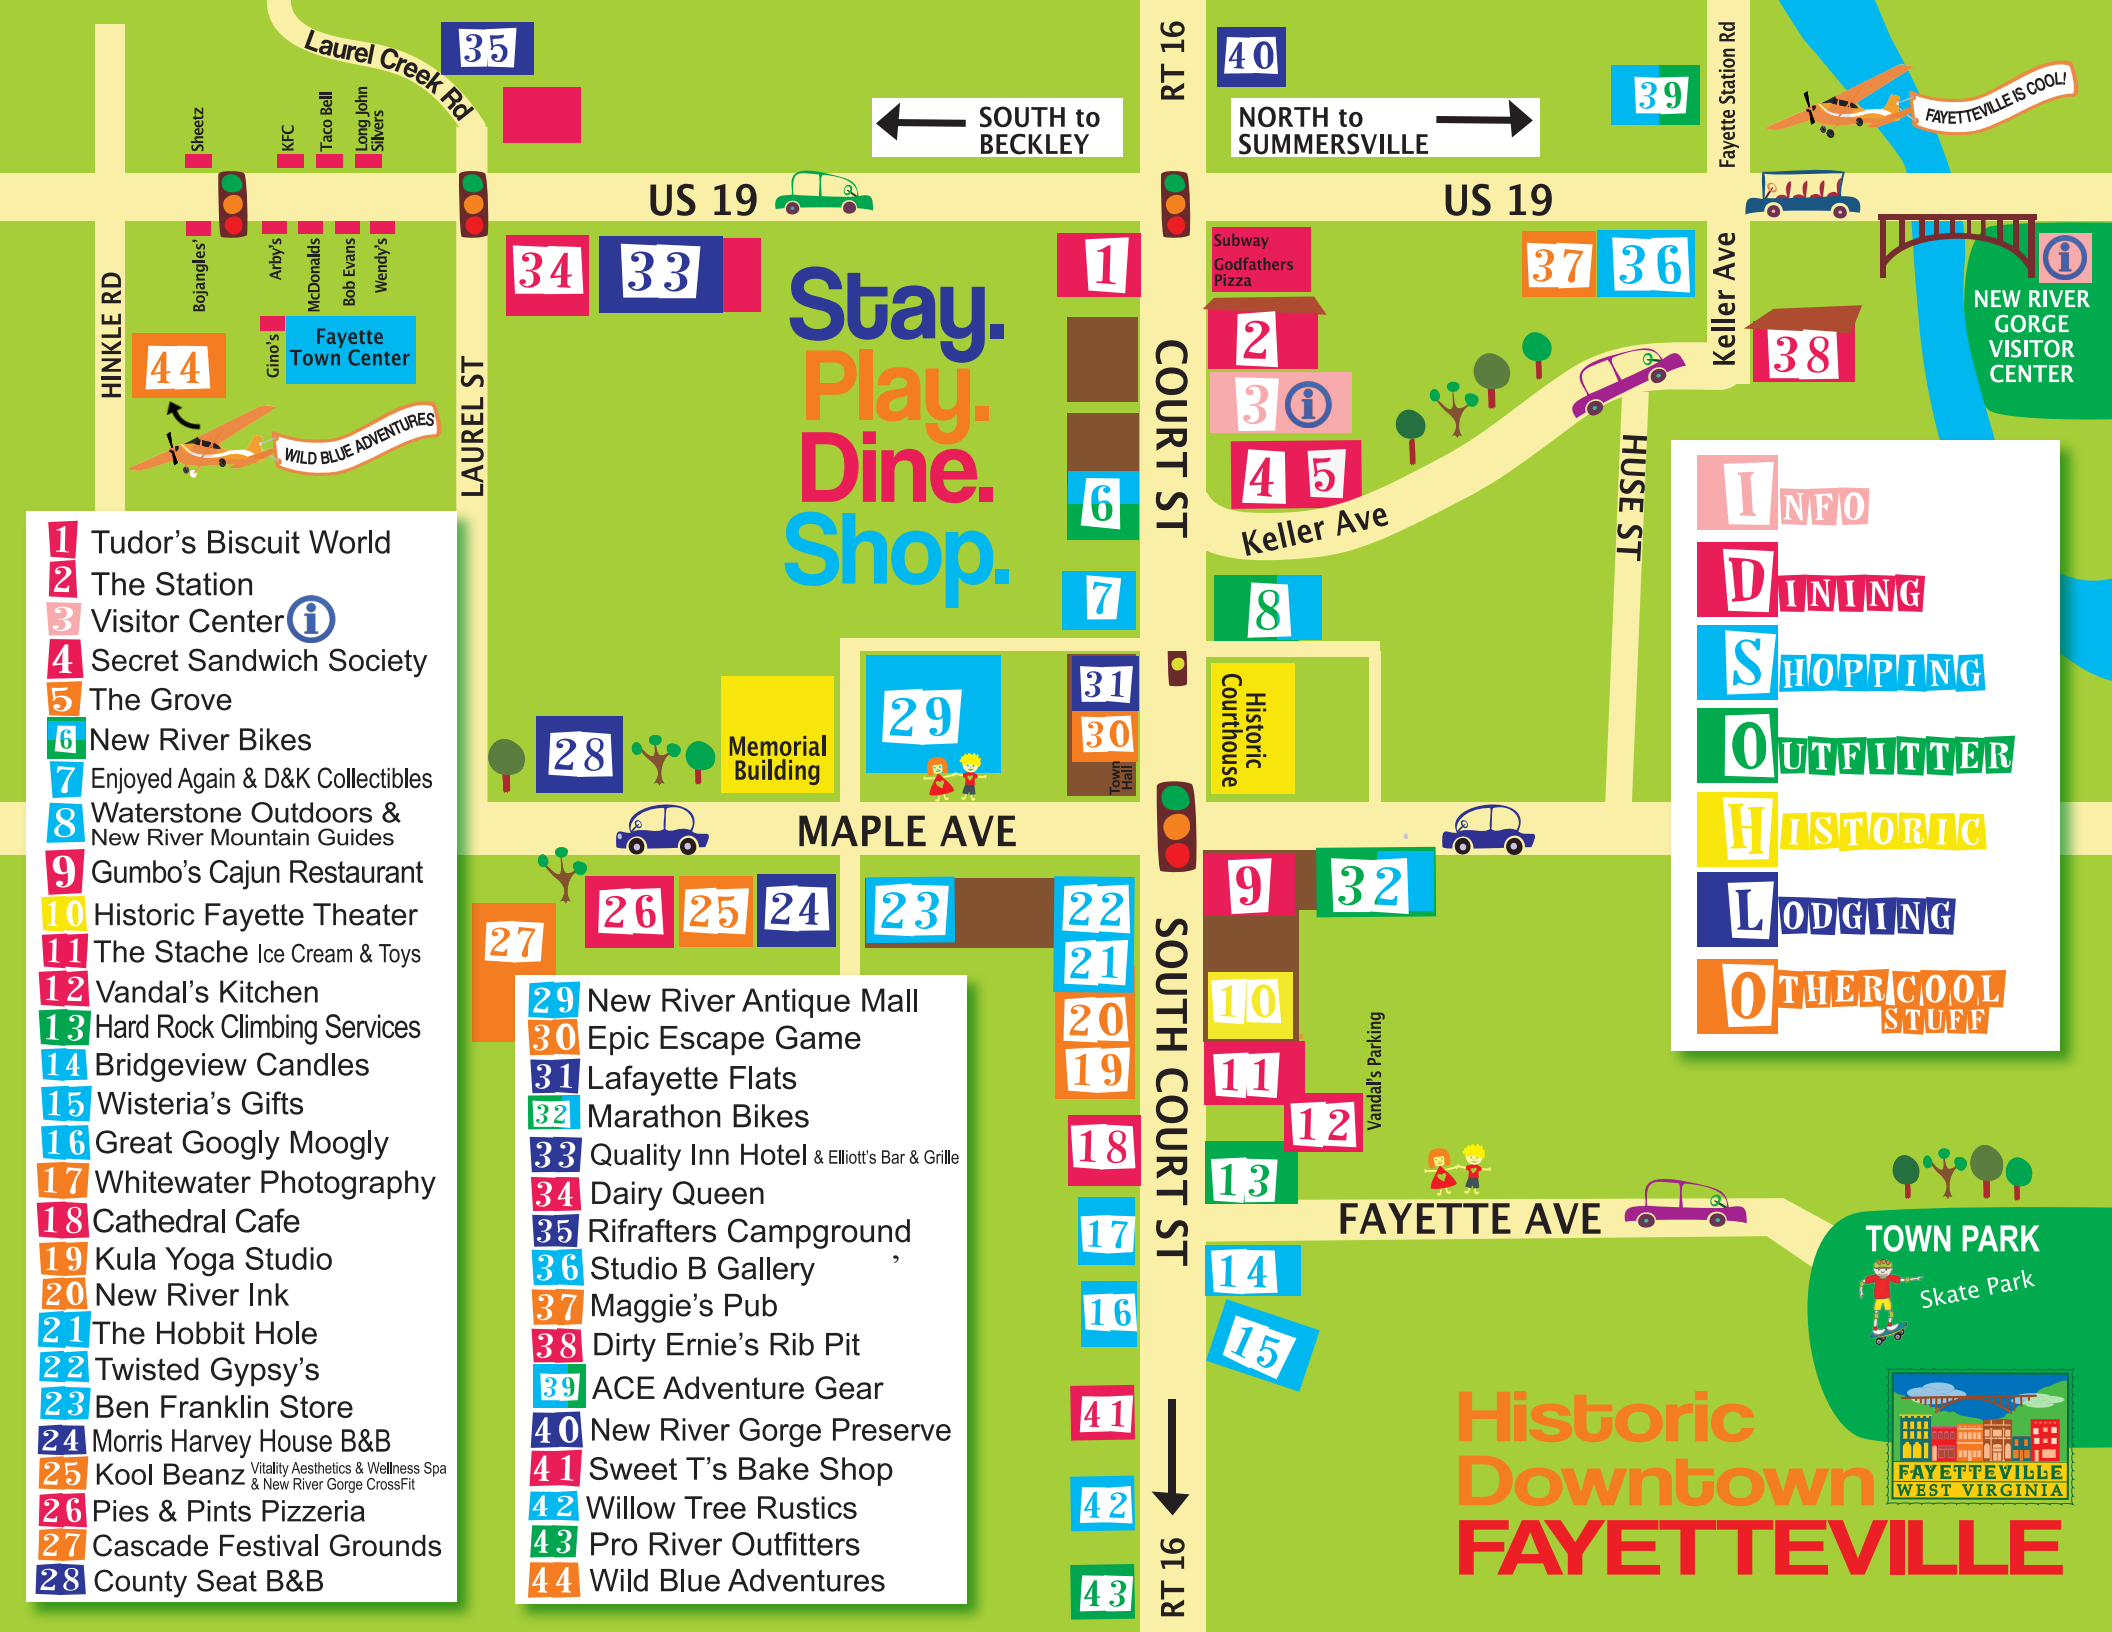 Laurel Creek Rd
35
RT 16
40
39
Fayette Station Rd
FAYETTEVILLE IS COOL!
SOUTH to
BECKLEY
NORTH to
SUMMERSVILLE
Sheetz
KFC
Taco Bell
Long John
Silvers
US 19
US 19
HINKLE RD
Bojangles'
Arby's
McDonalds
Bob Evans
Wendy's
Gino's
Fayette
Town Center
44
WILD BLUE ADVENTURES
LAUREL ST
34
33
Stay.
Play.
Dine.
Shop.
1
Subway
Godfathers
Pizza
2
3 i
4 5
COURT ST
Keller Ave
37
36
Keller Ave
38
HUSE ST
i
NEW RIVER
GORGE
VISITOR
CENTER
6
7
8
28
Memorial
Building
29
31
30
Town
Hall
Historic
Courthouse
MAPLE AVE
27
26
25
24
23
22
21
20
19
18
17
16
41
42
43
SOUTH COURT ST
RT 16
9
32
10
11
12
Vandal's Parking
13
FAYETTE AVE
14
15
TOWN PARK
Skate Park
INFO
DINING
SHOPPING
OUTFITTER
HISTORIC
LODGING
OTHER COOL
STUFF
1 Tudor's Biscuit World
2 The Station
3 Visitor Center i
4 Secret Sandwich Society
5 The Grove
6 New River Bikes
7 Enjoyed Again & D&K Collectibles
8 Waterstone Outdoors &
New River Mountain Guides
9 Gumbo's Cajun Restaurant
10 Historic Fayette Theater
11 The Stache Ice Cream & Toys
12 Vandal's Kitchen
13 Hard Rock Climbing Services
14 Bridgeview Candles
15 Wisteria's Gifts
16 Great Googly Moogly
17 Whitewater Photography
18 Cathedral Cafe
19 Kula Yoga Studio
20 New River Ink
21 The Hobbit Hole
22 Twisted Gypsy's
23 Ben Franklin Store
24 Morris Harvey House B&B
25 Kool Beanz Vitality Aesthetics & Wellness Spa
& New River Gorge CrossFit
26 Pies & Pints Pizzeria
27 Cascade Festival Grounds
28 County Seat B&B
29 New River Antique Mall
30 Epic Escape Game
31 Lafayette Flats
32 Marathon Bikes
33 Quality Inn Hotel & Elliott's Bar & Grille
34 Dairy Queen
35 Rifrafters Campground
36 Studio B Gallery ,
37 Maggie's Pub
38 Dirty Ernie's Rib Pit
39 ACE Adventure Gear
40 New River Gorge Preserve
41 Sweet T's Bake Shop
42 Willow Tree Rustics
43 Pro River Outfitters
44 Wild Blue Adventures
Historic
Downtown
FAYETTEVILLE
FAYETTEVILLE
WEST VIRGINIA